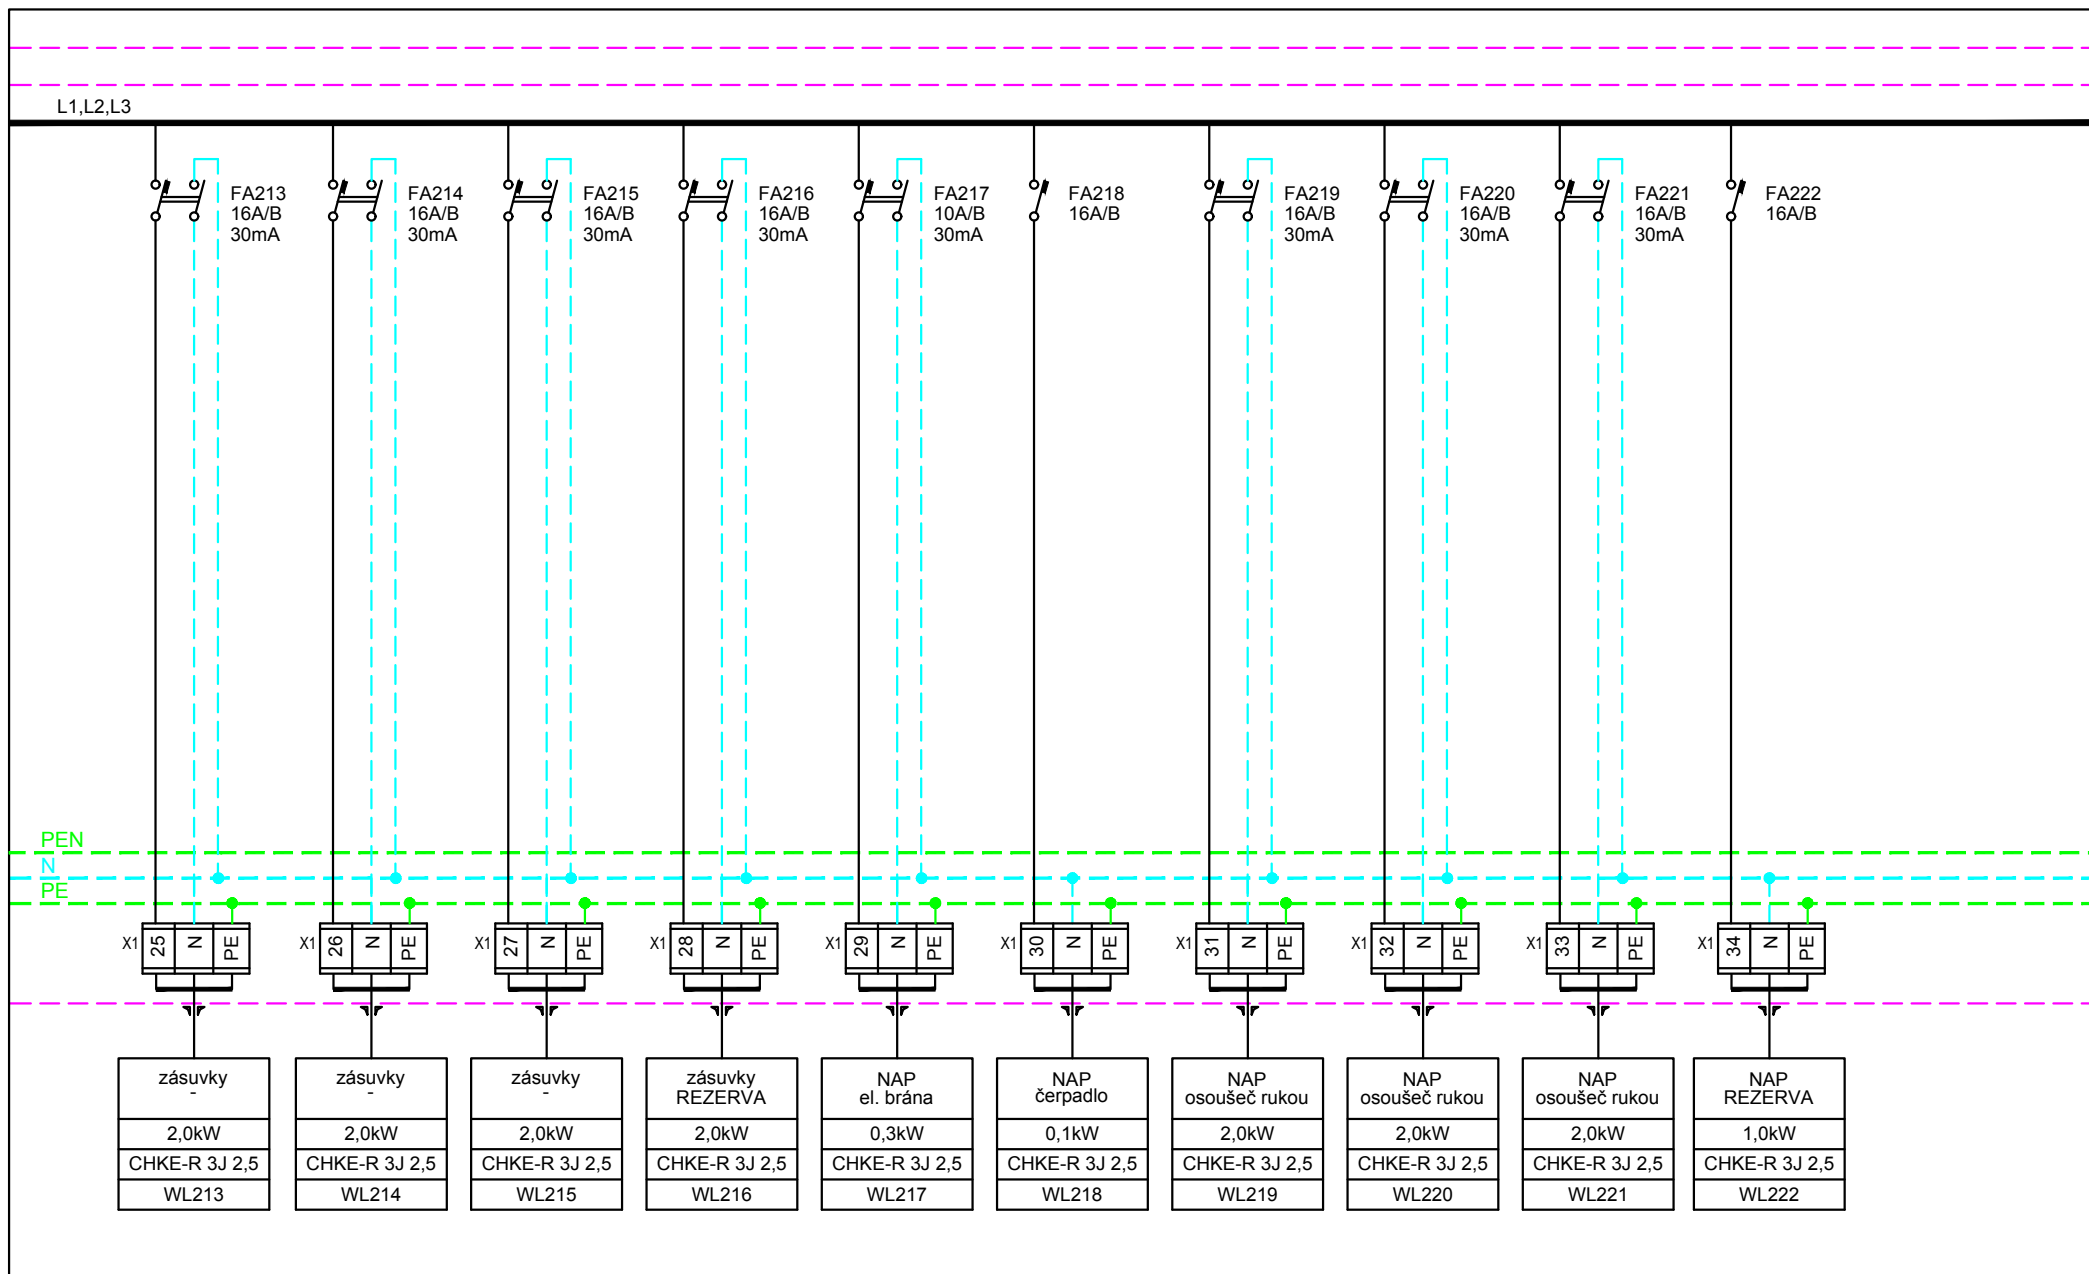 L1,L2,L3
FA213
16A/B
30mA
FA214
16A/B
30mA
FA215
16A/B
30mA
FA216
16A/B
30mA
FA217
10A/B
30mA
FA218
16A/B
FA219
16A/B
30mA
FA220
16A/B
30mA
FA221
16A/B
30mA
FA222
16A/B
PEN
N
PE
X1 25 N PE
X1 26 N PE
X1 27 N PE
X1 28 N PE
X1 29 N PE
X1 30 N PE
X1 31 N PE
X1 32 N PE
X1 33 N PE
X1 34 N PE
zásuvky
-
2,0kW
CHKE-R 3J 2,5
WL213
zásuvky
-
2,0kW
CHKE-R 3J 2,5
WL214
zásuvky
-
2,0kW
CHKE-R 3J 2,5
WL215
zásuvky
REZERVA
2,0kW
CHKE-R 3J 2,5
WL216
NAP
el. brána
0,3kW
CHKE-R 3J 2,5
WL217
NAP
čerpadlo
0,1kW
CHKE-R 3J 2,5
WL218
NAP
osoušeč rukou
2,0kW
CHKE-R 3J 2,5
WL219
NAP
osoušeč rukou
2,0kW
CHKE-R 3J 2,5
WL220
NAP
osoušeč rukou
2,0kW
CHKE-R 3J 2,5
WL221
NAP
REZERVA
1,0kW
CHKE-R 3J 2,5
WL222